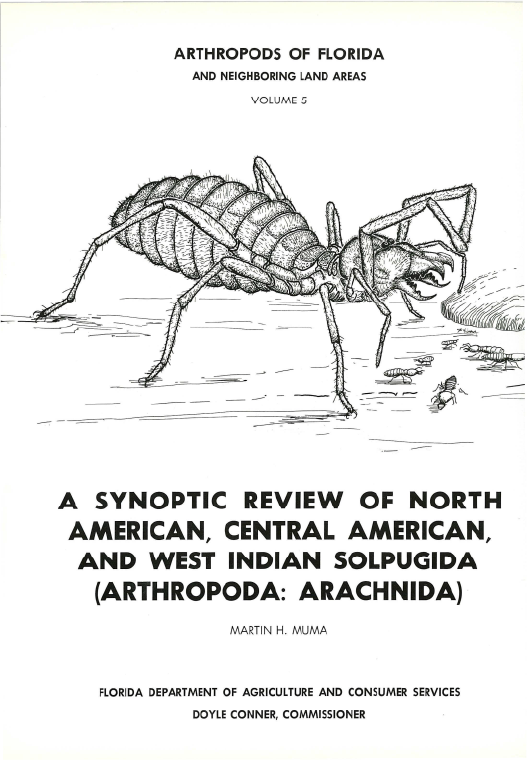 ARTHROPODS OF FLORIDA
AND NEIGHBORING LAND AREAS
VOLUME 5
A SYNOPTIC REVIEW OF NORTH
AMERICAN, CENTRAL AMERICAN,
AND WEST INDIAN SOLPUGIDA
(ARTHROPODA: ARACHNIDA)
MARTIN H. MUMA
FLORIDA DEPARTMENT OF AGRICULTURE AND CONSUMER SERVICES
DOYLE CONNER, COMMISSIONER